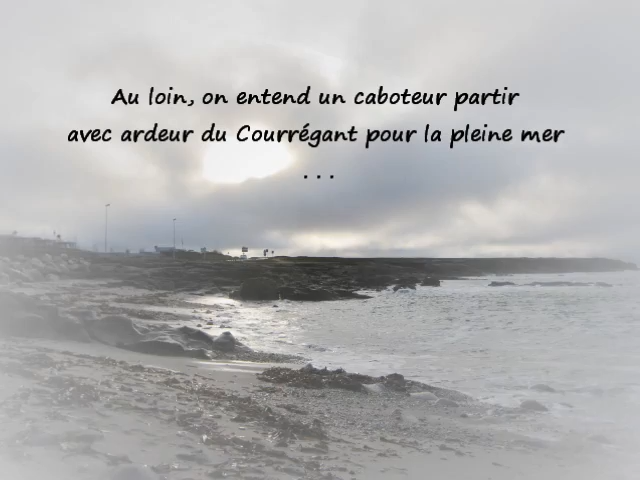 Au loin, on entend un caboteur partir
avec ardeur du Courrégant pour la pleine mer
. . .